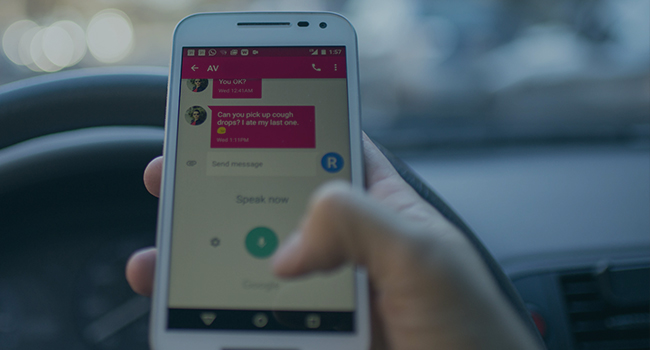 1:57
AV
You OK?
Wed 12:41AM
Can you pick up cough
drops? I ate my last one.
Wed 1:11PM
Send message
R
Speak now
Google